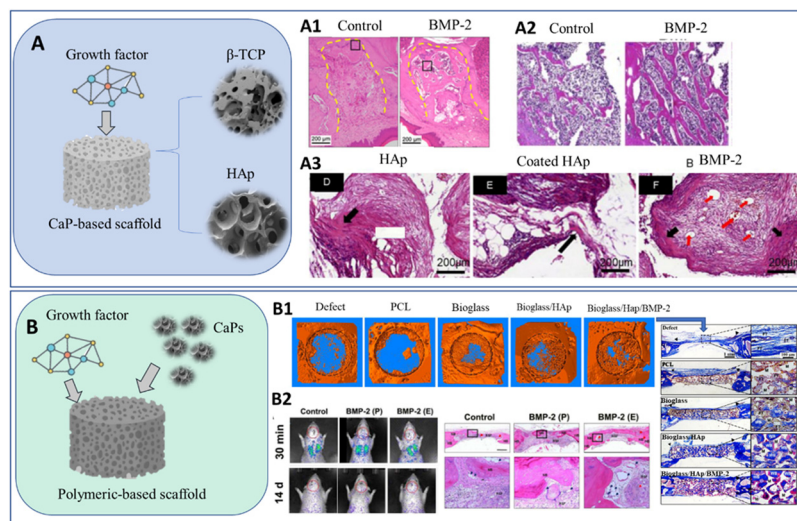 A
Growth factor
β-TCP
HAp
CaP-based scaffold
A1
Control
BMP-2
200 µm
200 µm
A2
Control
BMP-2
A3
HAp
Coated HAp
B
BMP-2
D
E
F
200µm
200µm
200µm
B
Growth factor
CaPs
Polymeric-based scaffold
B1
Defect
PCL
Bioglass
Bioglass/HAp
Bioglass/Hap/BMP-2
B2
Control
BMP-2 (P)
BMP-2 (E)
30 min
14 d
Control
BMP-2 (P)
BMP-2 (E)
Defect
PCL
Bioglass
Bioglass/HAp
Bioglass/HAp/BMP-2